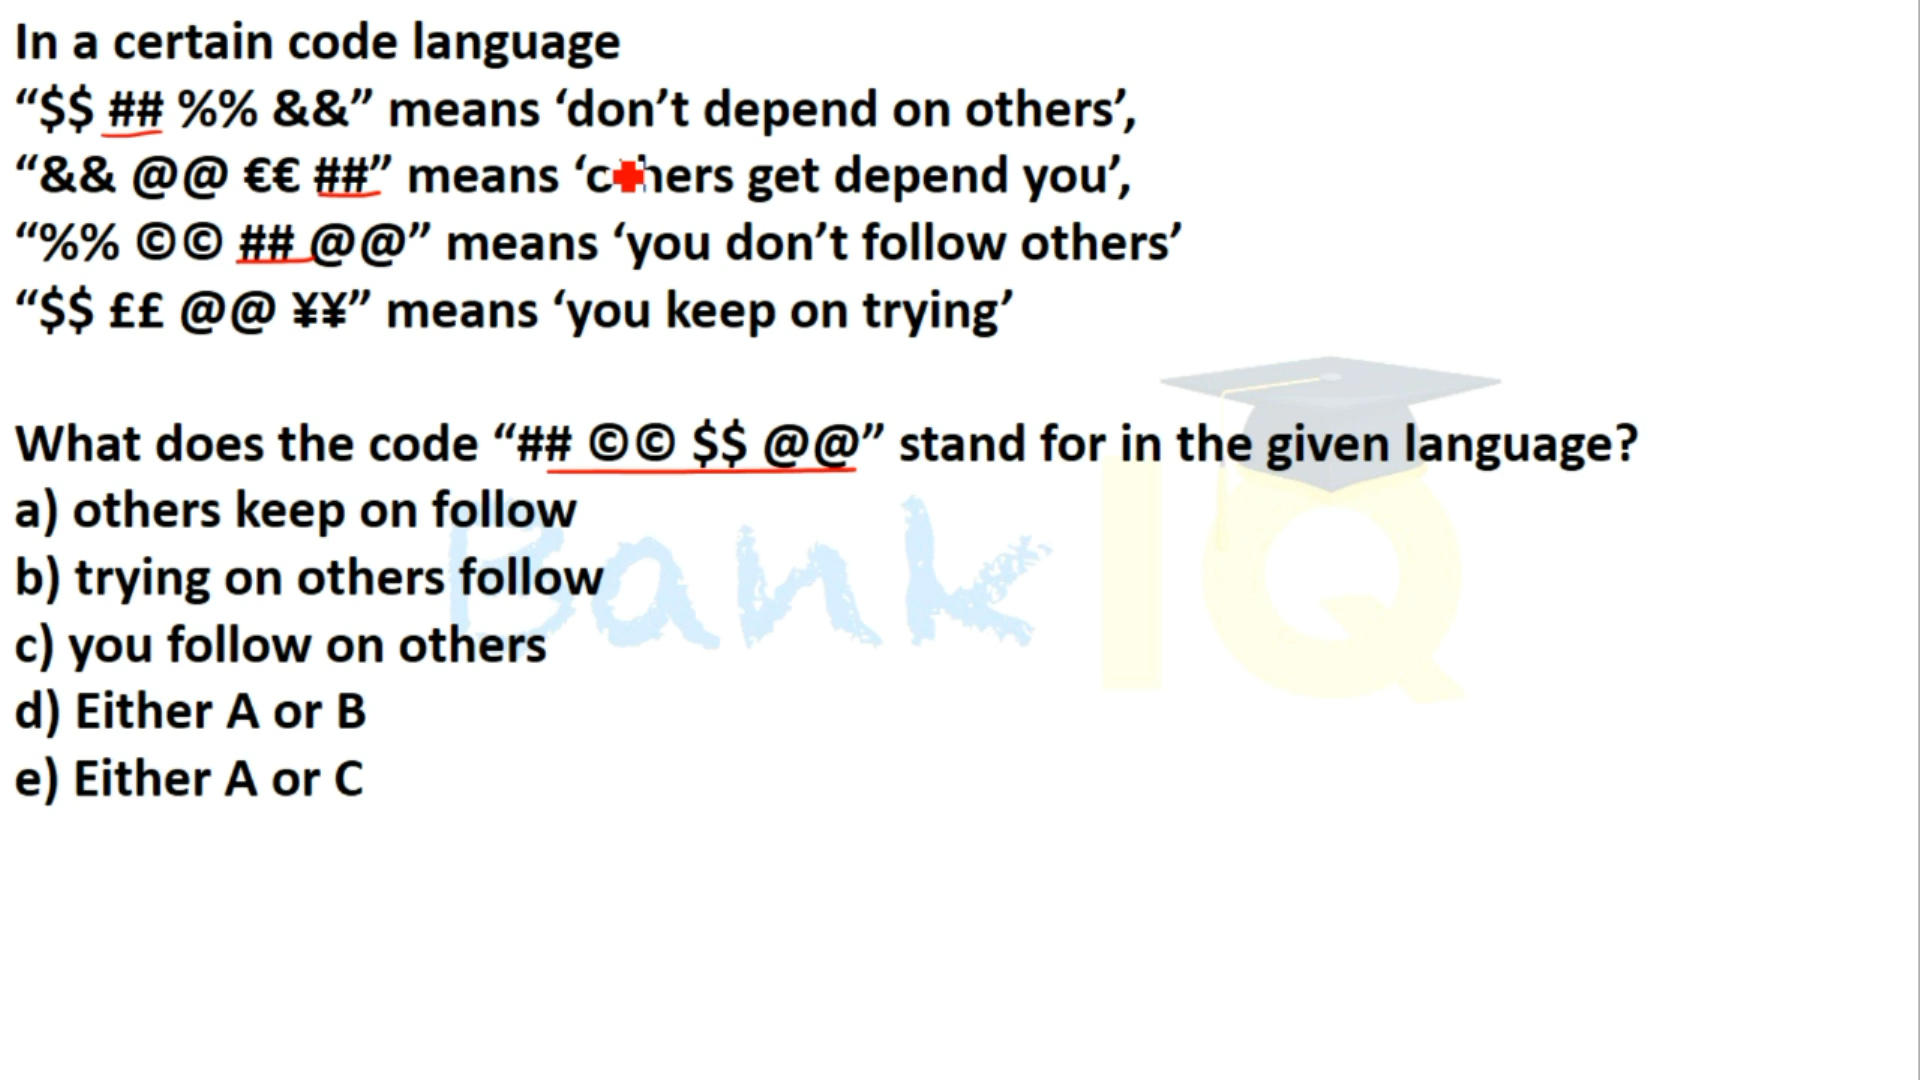 In a certain code language
“$$ ## %% &&” means ‘don’t depend on others’,
“&& @@ €€ ##” means ‘ get depend you’,
“%% ©© ## @@” means ‘you don’t follow others’
“$$ ££ @@ ¥¥” means ‘you keep on trying’
What does the code “## ©© $$ @@” stand for in the given language?
a) others keep on follow
b) trying on others follow
c) you follow on others
d) Either A or B
e) Either A or C
Bank IQ